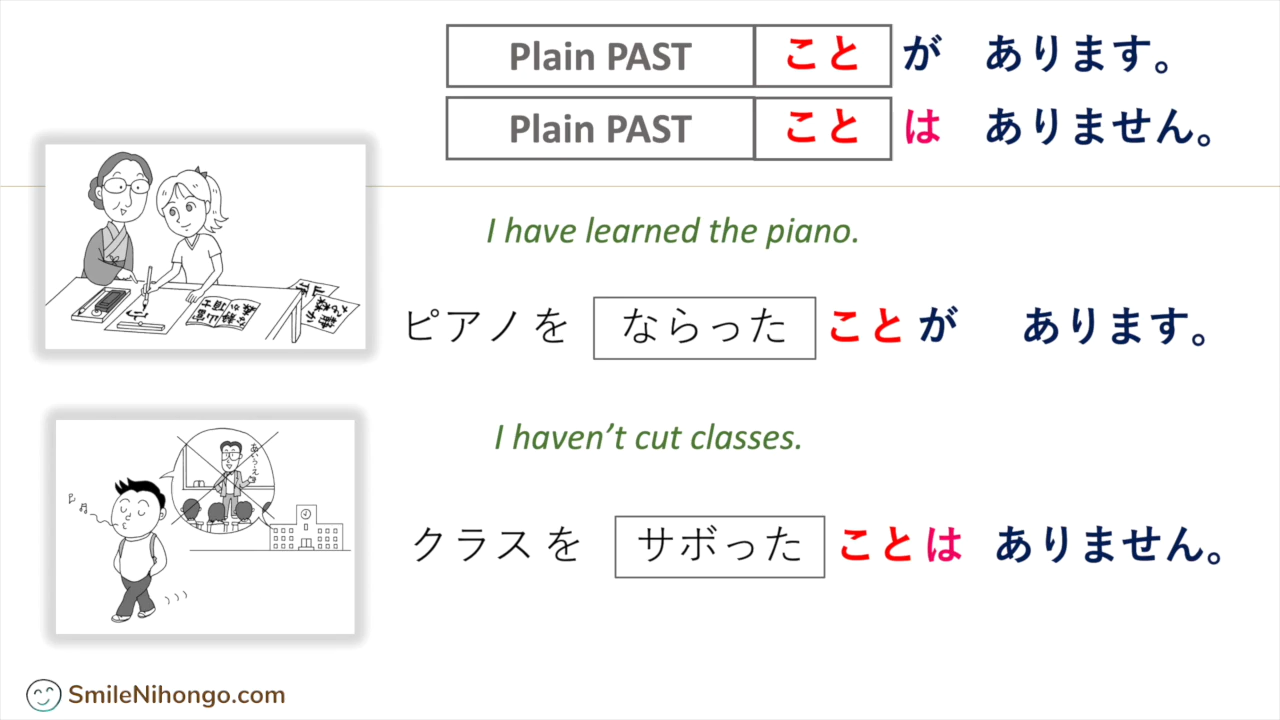 Plain PAST こと が あります。
Plain PAST こと は ありません。
I have learned the piano.
ピアノを ならった ことが あります。
I haven’t cut classes.
クラスを サボった ことは ありません。
SmileNihongo.com